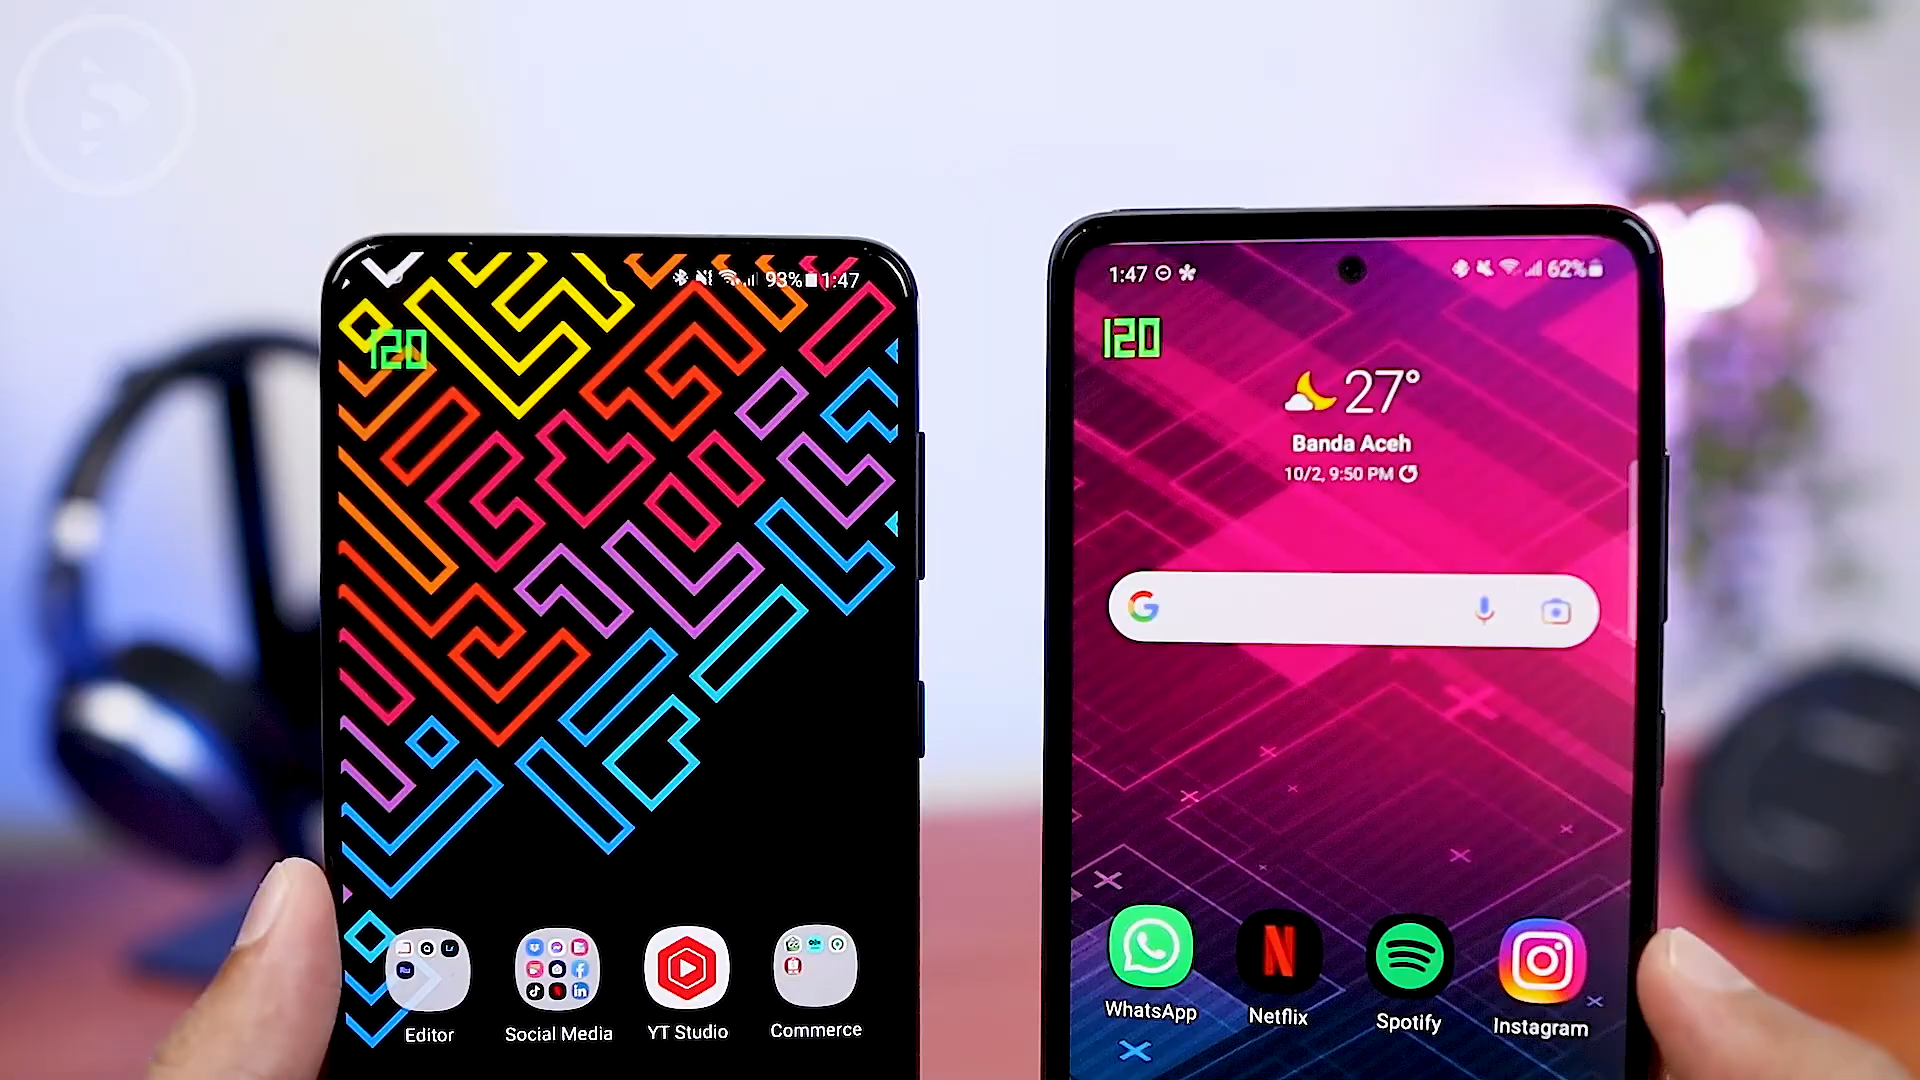 93% 1:47
120
Editor
Social Media
YT Studio
Commerce
1:47
62%
120
27°
Banda Aceh
10/2, 9:50 PM
G
N
WhatsApp
Netflix
Spotify
Instagram